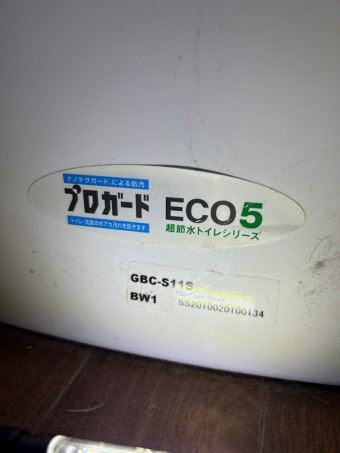 ナノテクガード、による防汚
プロガード
トイレ・洗面の水アカ汚れを防ぎます
ECO5
超節水トイレシリーズ
GBC-S11S
BW1
SS2010020100134